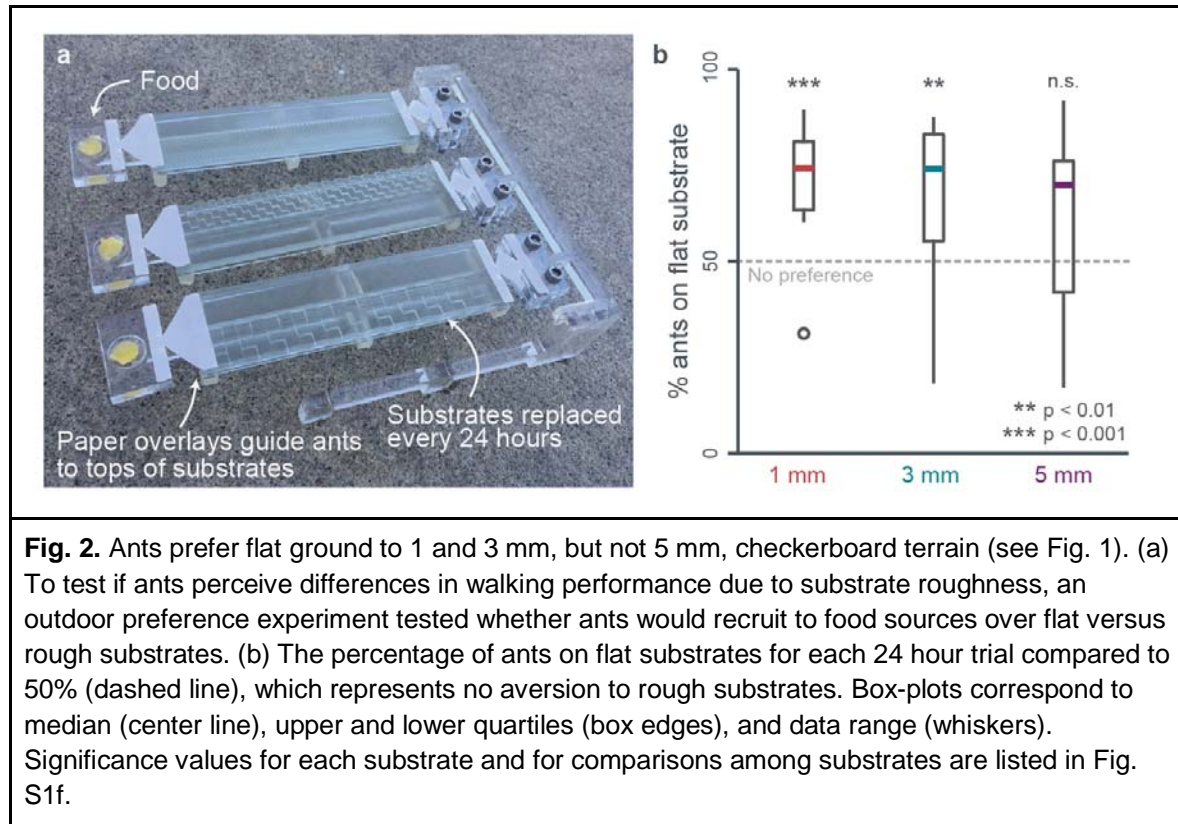 a
Food
Paper overlays guide ants
to tops of substrates
Substrates replaced
every 24 hours
b
% ants on flat substrate
100
50
0
***
**
n.s.
No preference
** p < 0.01
*** p < 0.001
1 mm
3 mm
5 mm
Fig. 2. Ants prefer flat ground to 1 and 3 mm, but not 5 mm, checkerboard terrain (see Fig. 1). (a)
To test if ants perceive differences in walking performance due to substrate roughness, an
outdoor preference experiment tested whether ants would recruit to food sources over flat versus
rough substrates. (b) The percentage of ants on flat substrates for each 24 hour trial compared to
50% (dashed line), which represents no aversion to rough substrates. Box-plots correspond to
median (center line), upper and lower quartiles (box edges), and data range (whiskers).
Significance values for each substrate and for comparisons among substrates are listed in Fig.
S1f.